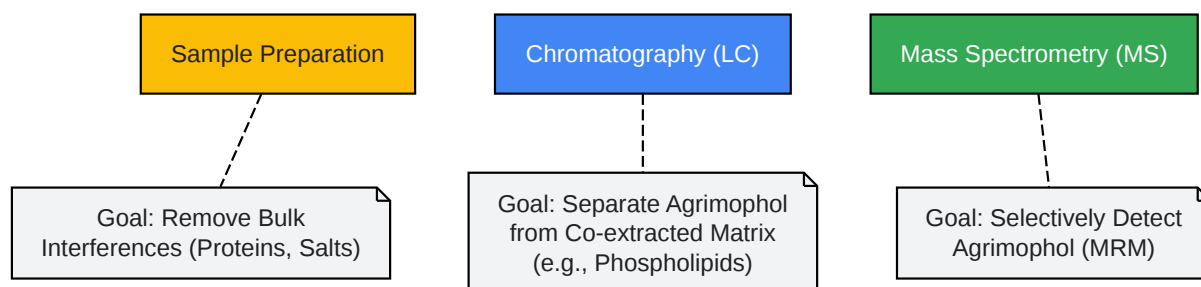 Sample Preparation
Chromatography (LC)
Mass Spectrometry (MS)
Goal: Remove Bulk
Interferences (Proteins, Salts)
Goal: Separate Agrimophol
from Co-extracted Matrix
(e.g., Phospholipids)
Goal: Selectively Detect
Agrimophol (MRM)